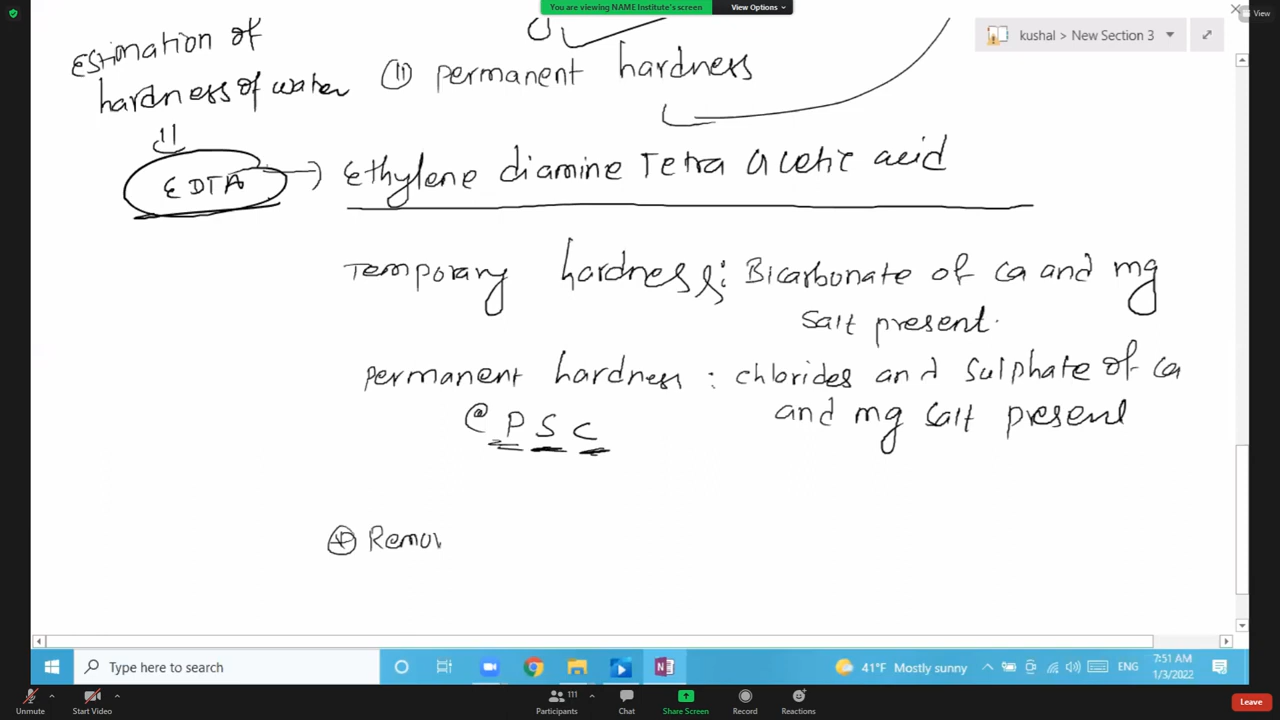 You are viewing NAME Institute's screen
View Options
View
kushal > New Section 3
Estimation of
hardness of water
(11) permanent hardness
EDTA
Ethylene diamine Tetra acetic acid
Temporary hardness: Bicarbonate of ca and mg
salt present.
permanent hardness : chlorides and sulphate of ca
and mg salt present
@ P S C
Remov
Type here to search
41°F Mostly sunny
ENG
7:51 AM
1/3/2022
Unmute
Start Video
111
Participants
Chat
Share Screen
Record
Reactions
Leave